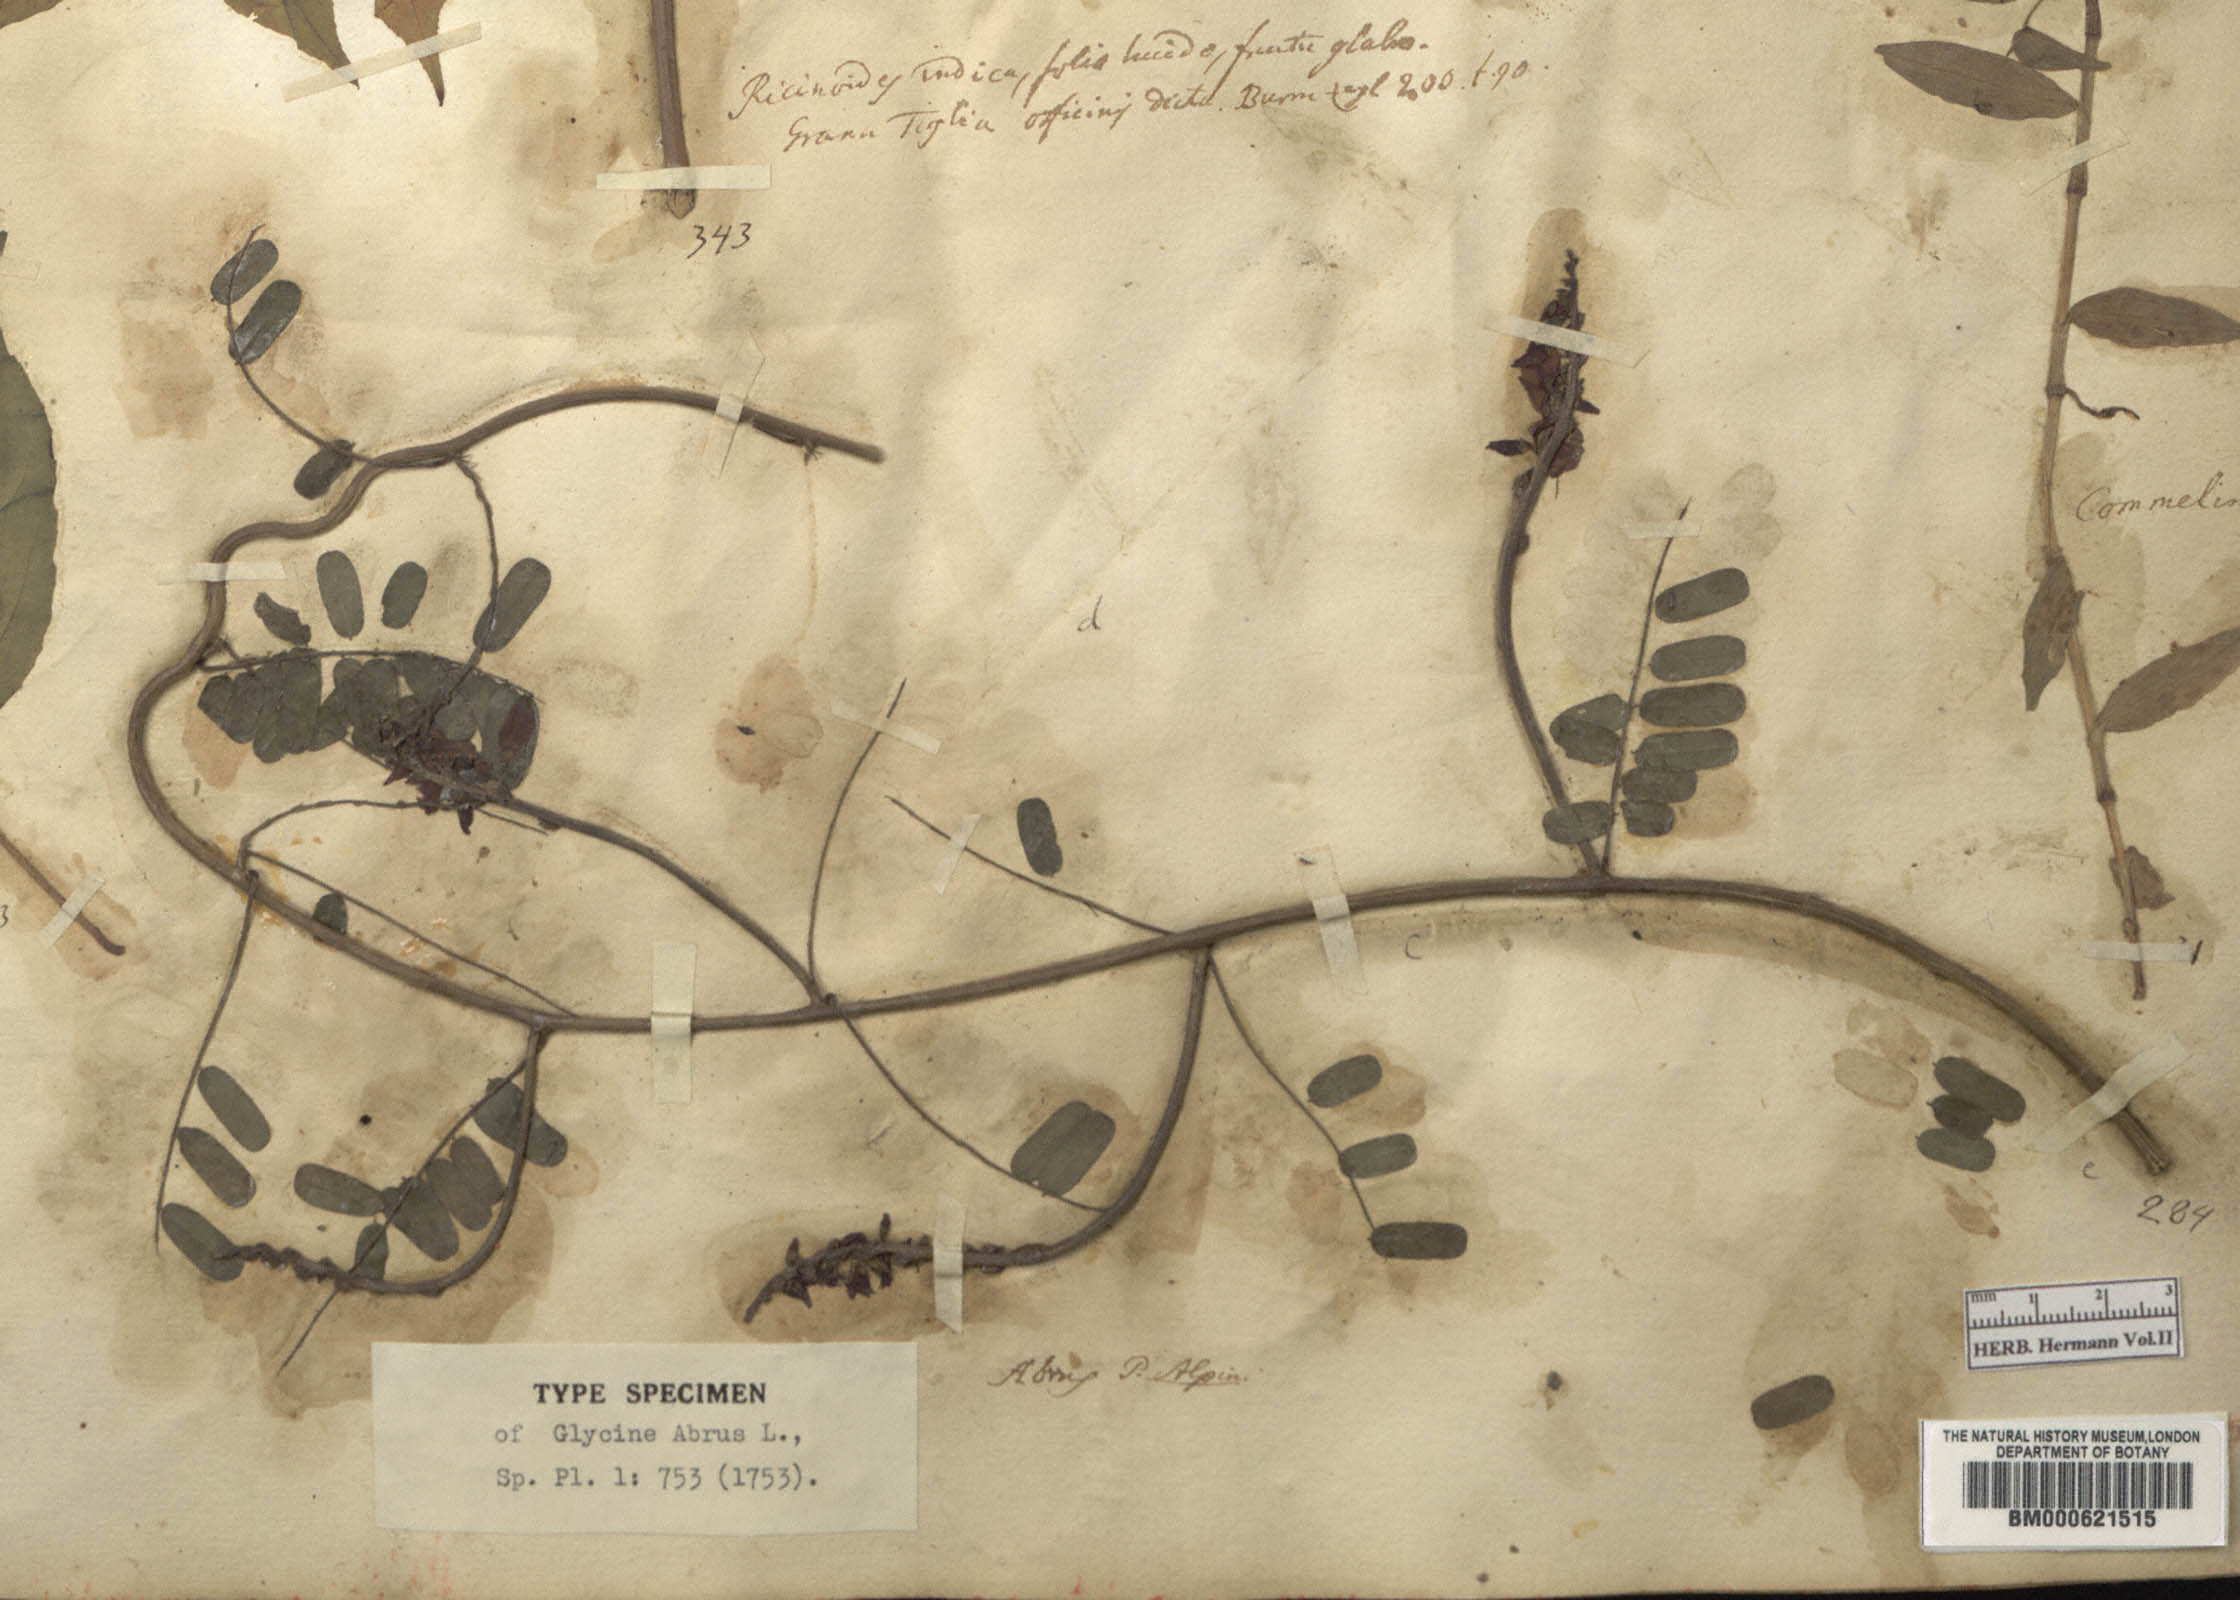 Ricinoides indica, folio lucido, fructu glabro.
Grana Tiglia officinis dicta. Burm zeyl 200. t. 90.
343
Commelin
d
3
c
1
e
284
Abrus P. Alpin.
mm 1 2 3
HERB. Hermann Vol.II
TYPE SPECIMEN
of Glycine Abrus L.,
Sp. Pl. 1: 753 (1753).
THE NATURAL HISTORY MUSEUM,LONDON
DEPARTMENT OF BOTANY
BM000621515